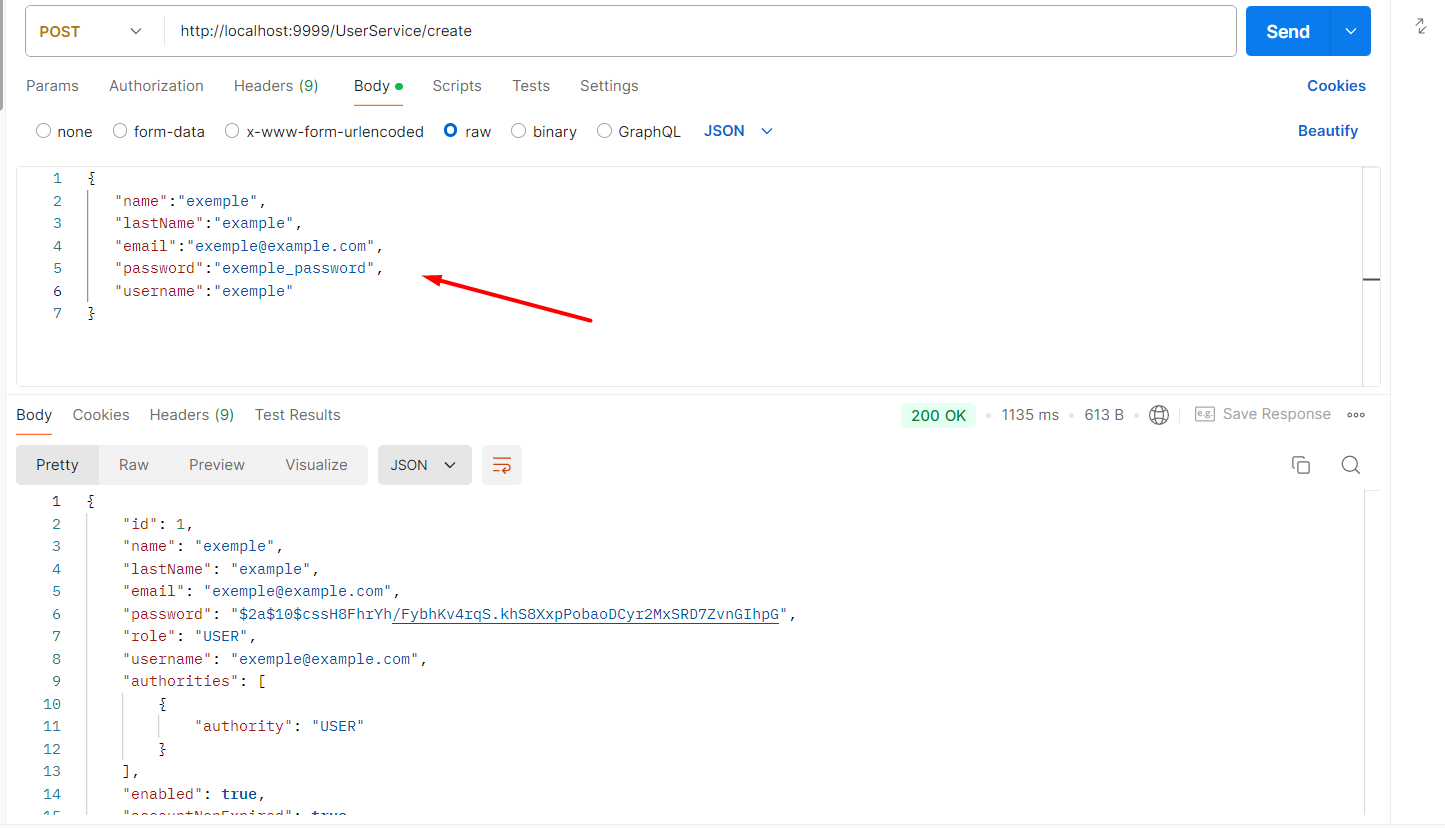 POST http://localhost:9999/UserService/create Send
Params Authorization Headers (9) Body Scripts Tests Settings Cookies
none form-data x-www-form-urlencoded raw binary GraphQL JSON Beautify
1 {
2 "name":"exemple",
3 "lastName":"example",
4 "email":"exemple@example.com",
5 "password":"exemple_password",
6 "username":"exemple"
7 }
Body Cookies Headers (9) Test Results 200 OK 1135 ms 613 B e.g. Save Response
Pretty Raw Preview Visualize JSON
1 {
2 "id": 1,
3 "name": "exemple",
4 "lastName": "example",
5 "email": "exemple@example.com",
6 "password": "$2a$10$cssH8FhrYh/FybhKv4rqS.khS8XxpPobaoDCyr2MxSRD7ZvnGIhpG",
7 "role": "USER",
8 "username": "exemple@example.com",
9 "authorities": [
10 {
11 "authority": "USER"
12 }
13 ],
14 "enabled": true,
15 "accountNonExpired": true